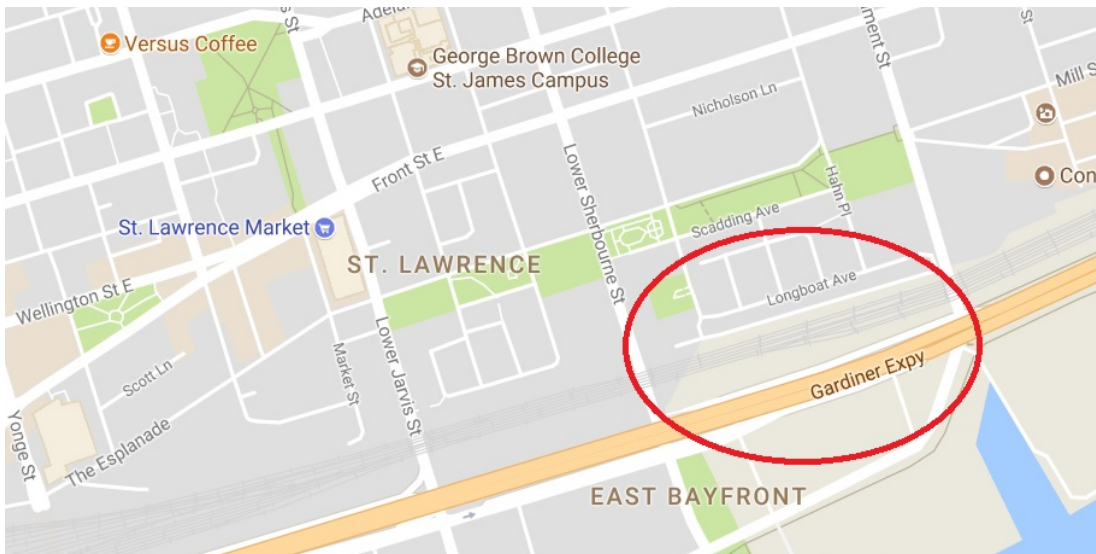 Versus Coffee
George Brown College
St. James Campus
Nicholson Ln
Mill S
Front St E
Lower Sherbourne St
Hahn Pl
Con
St. Lawrence Market
Scadding Ave
ST. LAWRENCE
Wellington St E
Longboat Ave
Lower Jarvis St
Market St
Scott Ln
Gardiner Expy
The Esplanade
Yonge St
EAST BAYFRONT